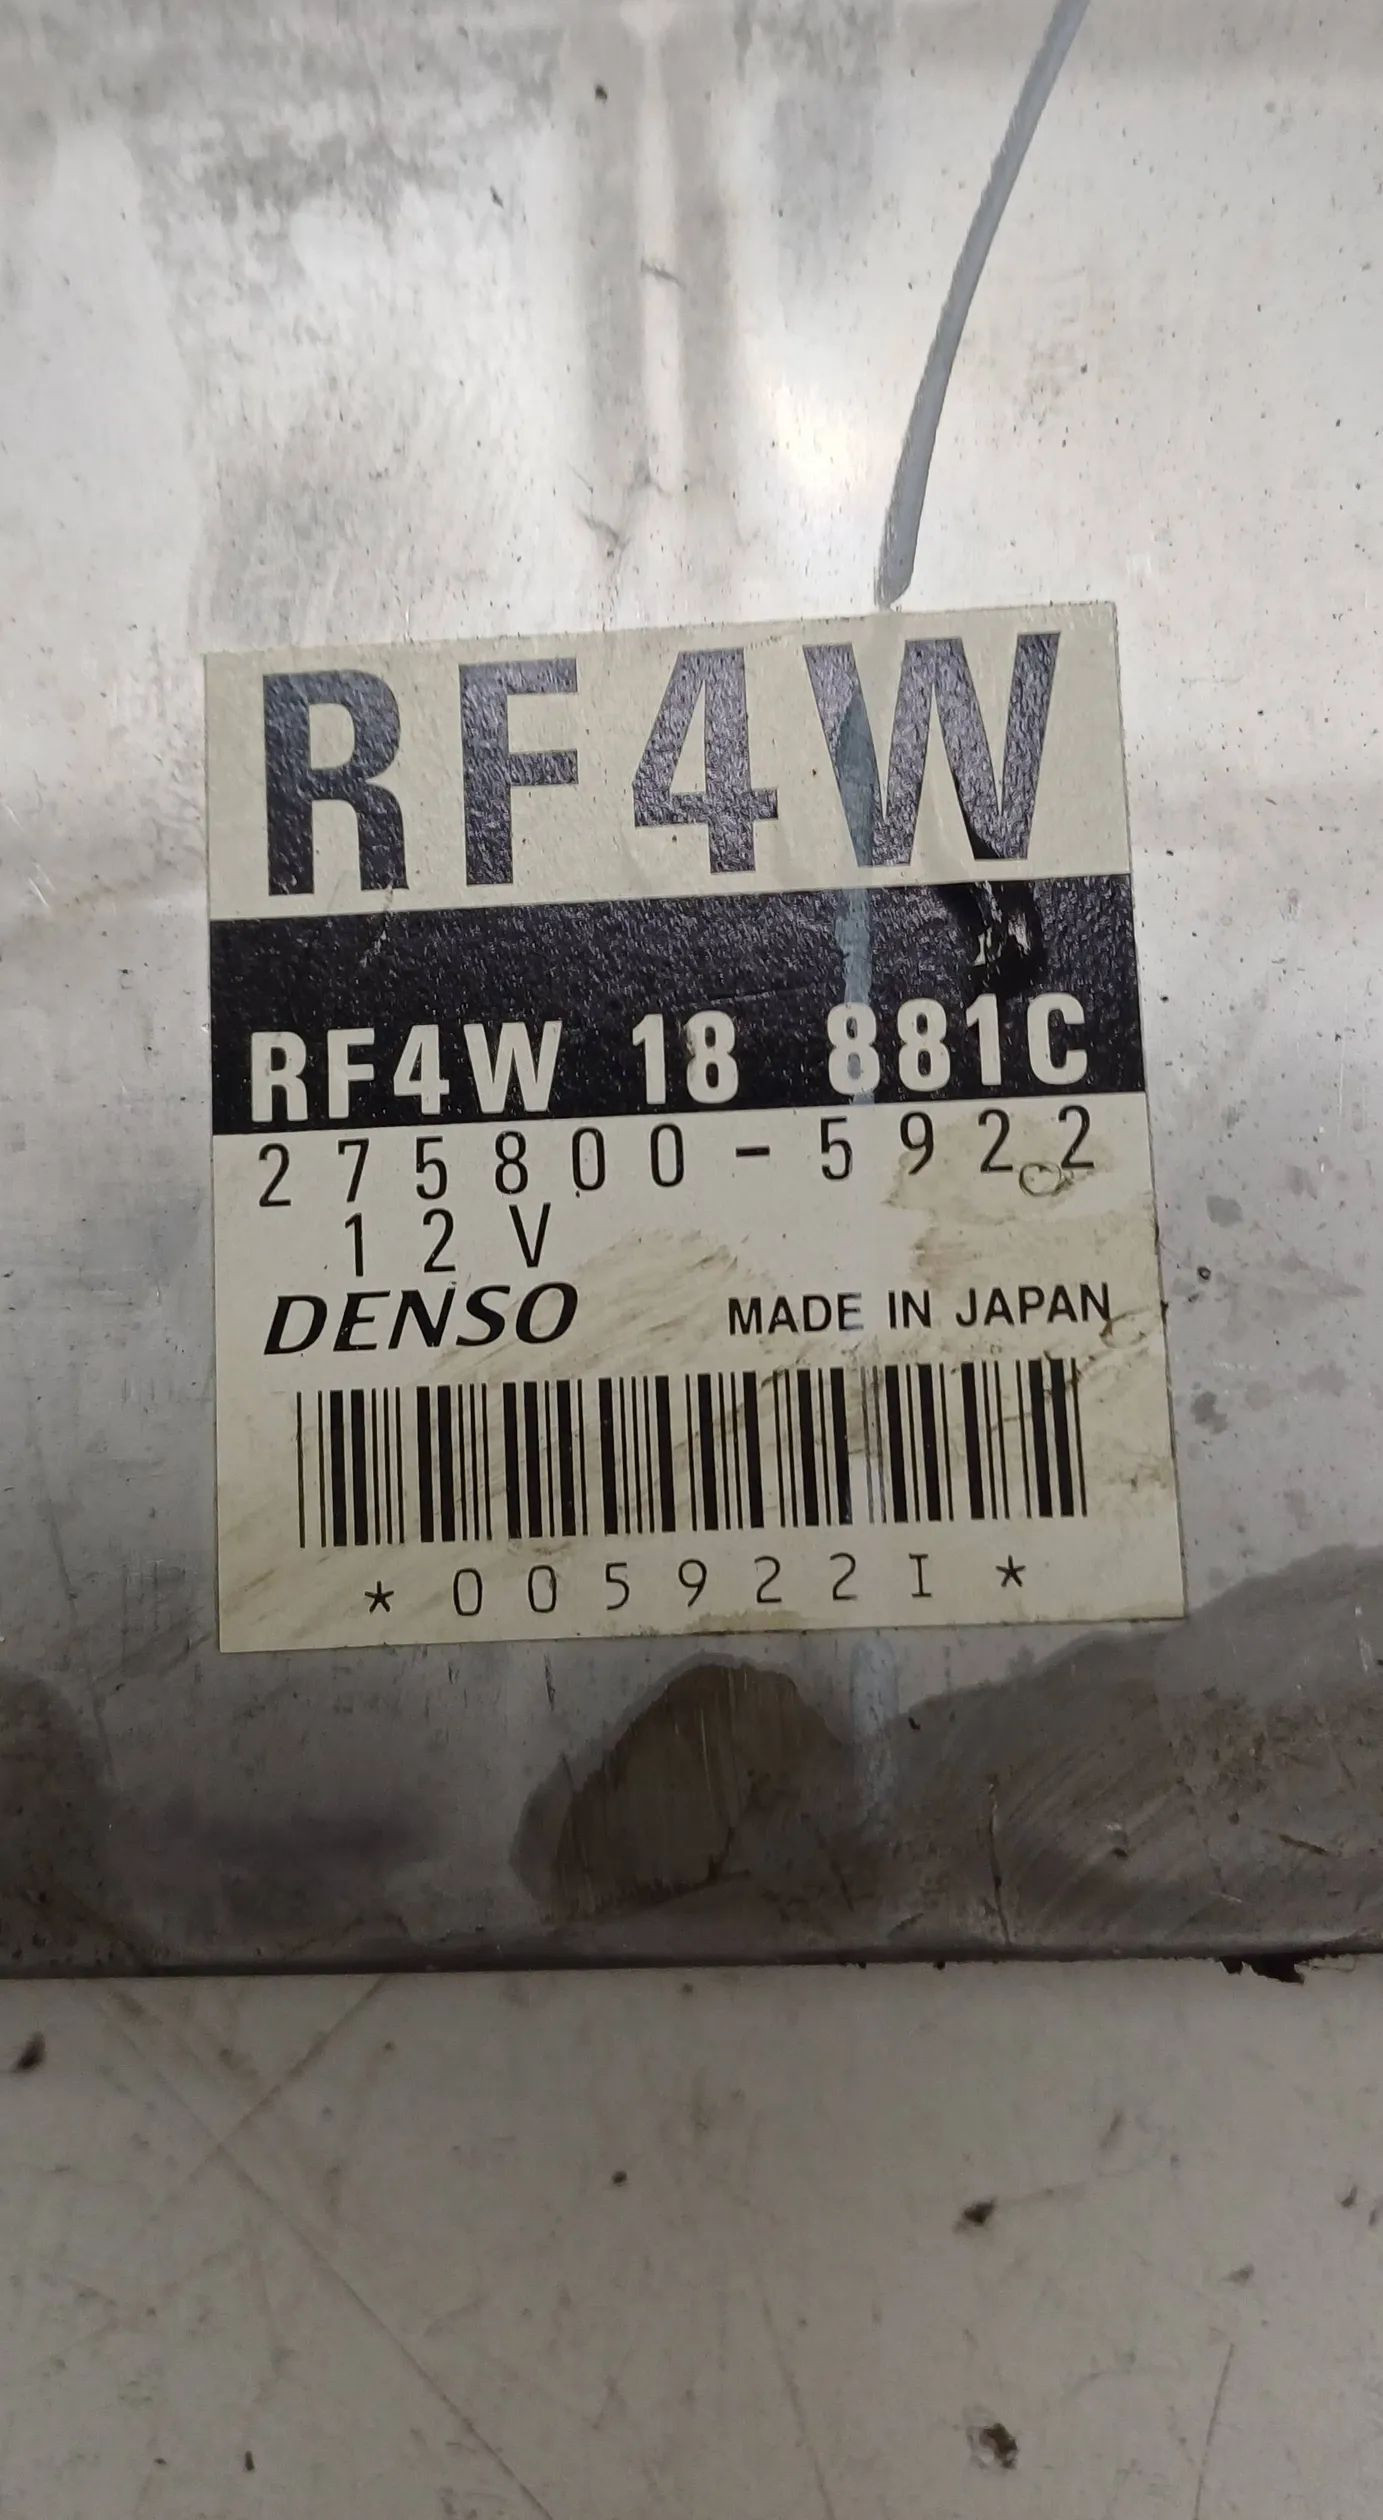 RF4W
RF4W 18 881C
275800-5922
12V
DENSO MADE IN JAPAN
*005922I*